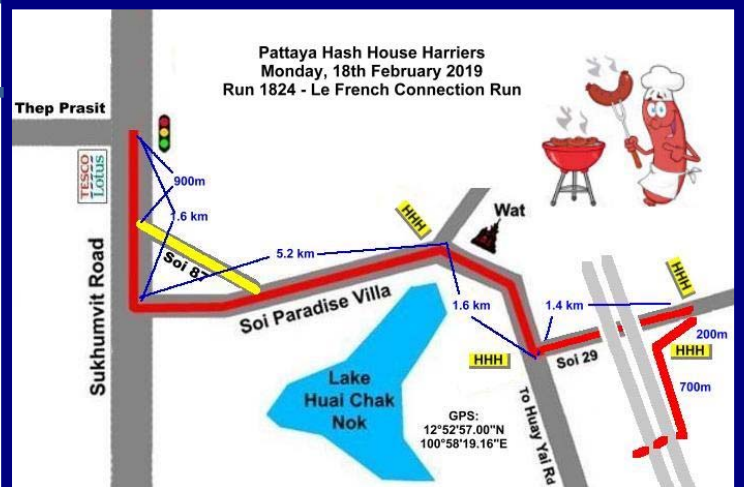 Pattaya Hash House Harriers
Monday, 18th February 2019
Run 1824 - Le French Connection Run
Thep Prasit
TESCO
Lotus
900m
1.6 km
Soi 87
Sukhumvit Road
5.2 km
Soi Paradise Villa
HHH
Wat
1.6 km
1.4 km
HHH
HHH
Soi 29
200m
HHH
700m
Lake
Huai Chak
Nok
GPS:
12°52'57.00"N
100°58'19.16"E
To Huay Yai Rd